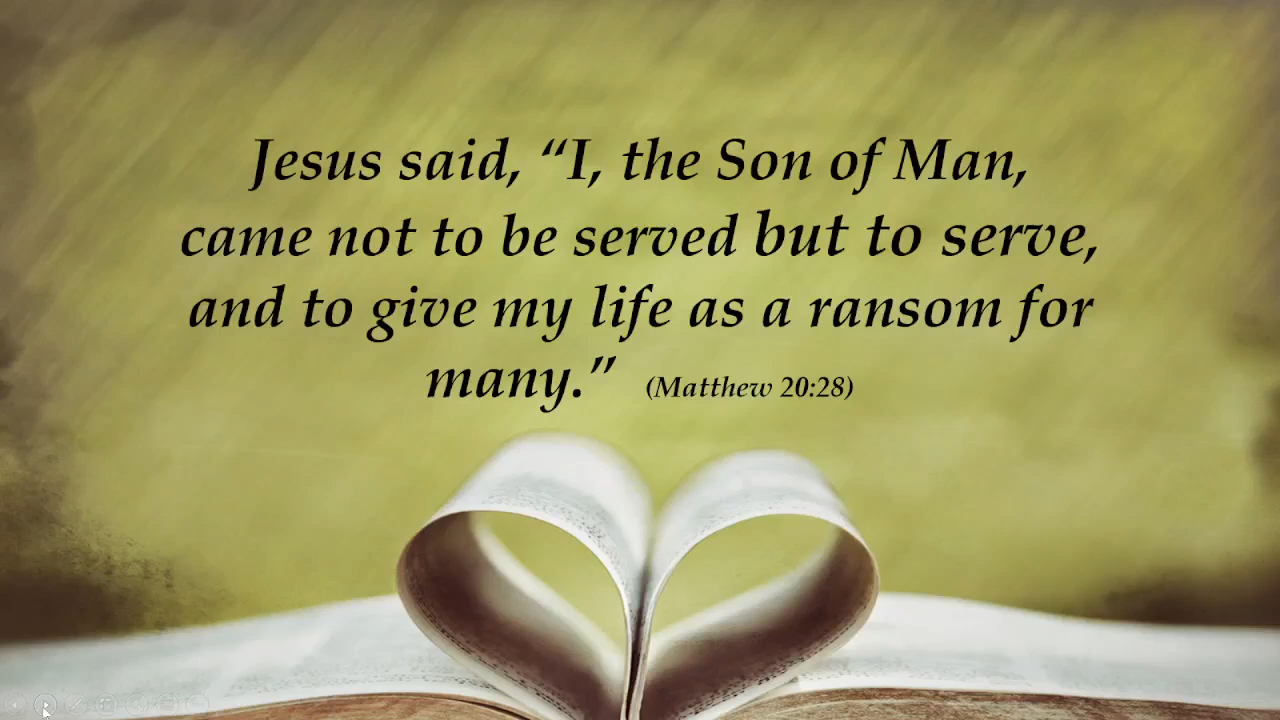 Jesus said, “I, the Son of Man,
came not to be served but to serve,
and to give my life as a ransom for
many.” (Matthew 20:28)